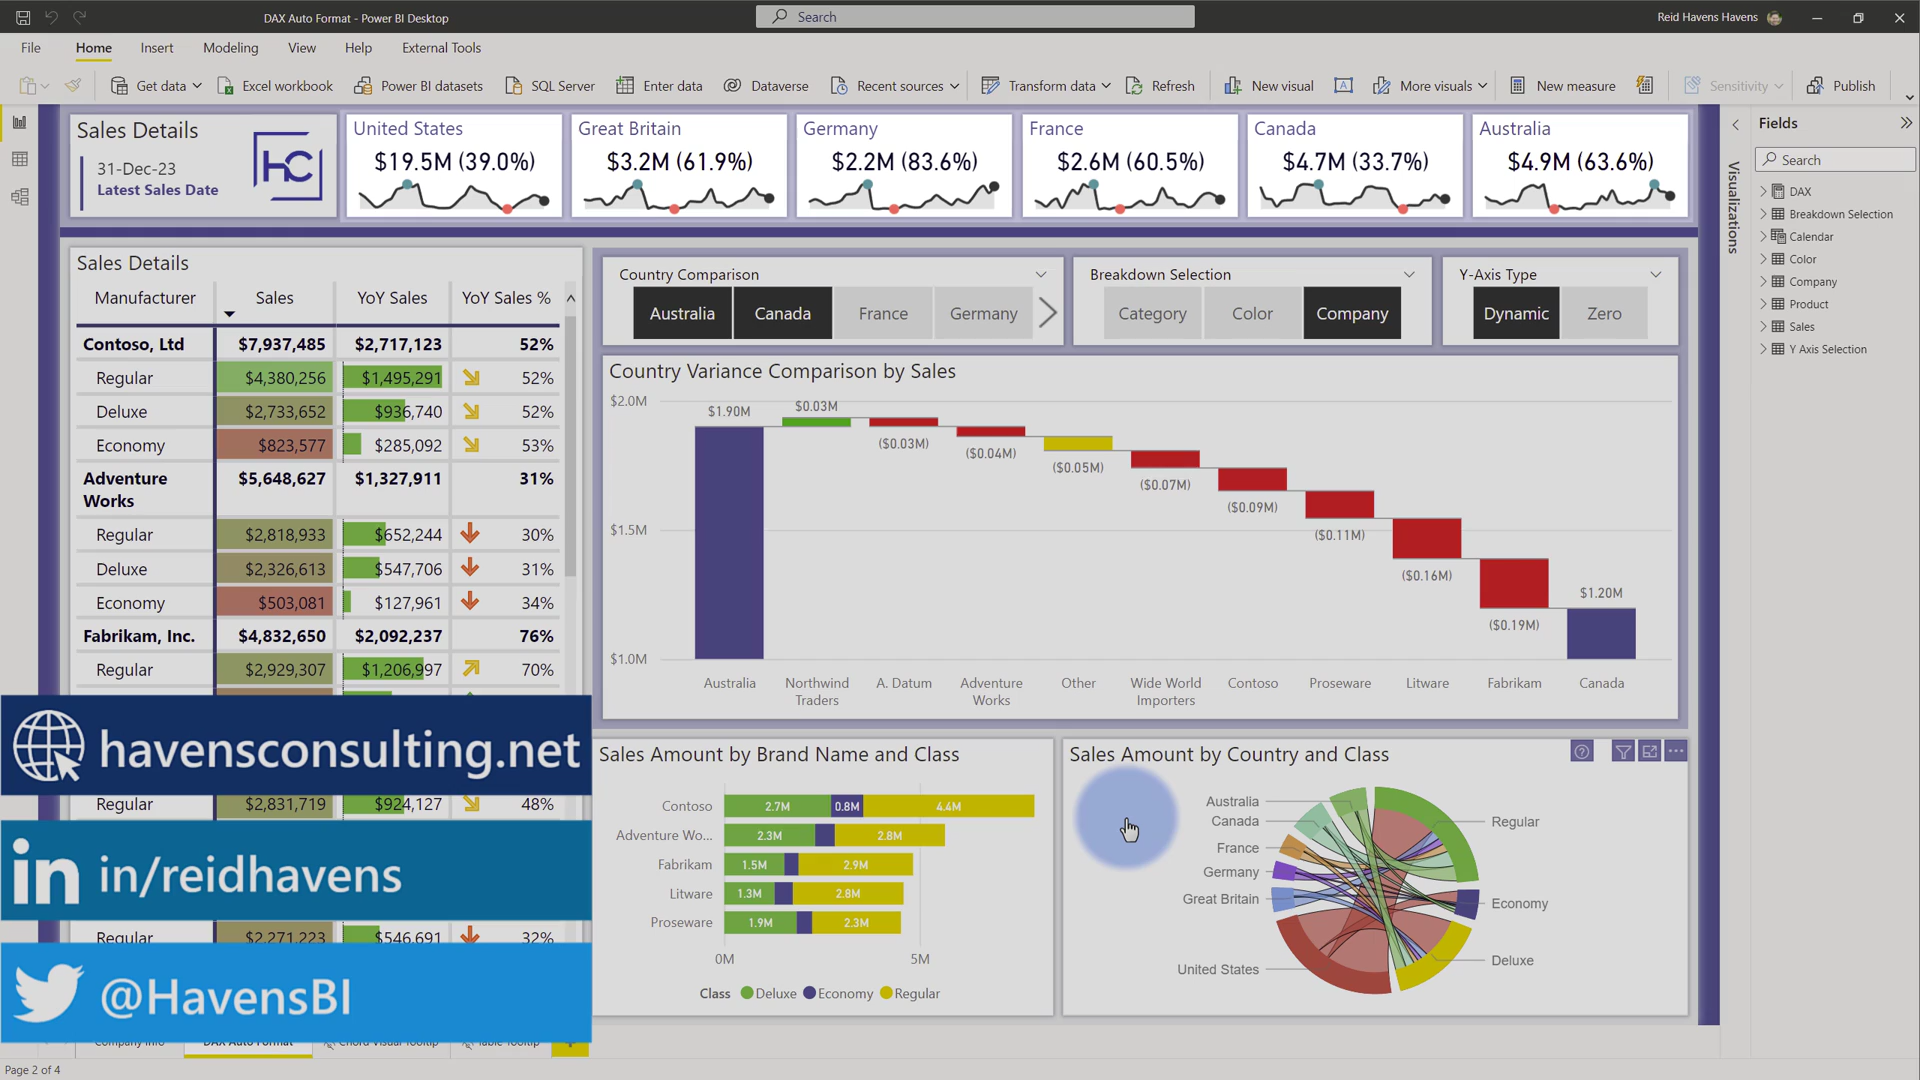 DAX Auto Format - Power BI Desktop
Search
Reid Havens Havens
File
Home
Insert
Modeling
View
Help
External Tools
Get data
Excel workbook
Power BI datasets
SQL Server
Enter data
Dataverse
Recent sources
Transform data
Refresh
New visual
More visuals
New measure
Sensitivity
Publish
Sales Details
31-Dec-23
Latest Sales Date
HC
United States
$19.5M (39.0%)
Great Britain
$3.2M (61.9%)
Germany
$2.2M (83.6%)
France
$2.6M (60.5%)
Canada
$4.7M (33.7%)
Australia
$4.9M (63.6%)
Visualizations
Fields
Search
DAX
Breakdown Selection
Calendar
Color
Company
Product
Sales
Y Axis Selection
Sales Details
Manufacturer Sales YoY Sales YoY Sales %
Contoso, Ltd $7,937,485 $2,717,123 52%
Regular $4,380,256 $1,495,291 52%
Deluxe $2,733,652 $936,740 52%
Economy $823,577 $285,092 53%
Adventure Works $5,648,627 $1,327,911 31%
Regular $2,818,933 $652,244 30%
Deluxe $2,326,613 $547,706 31%
Economy $503,081 $127,961 34%
Fabrikam, Inc. $4,832,650 $2,092,237 76%
Regular $2,929,307 $1,206,997 70%
havensconsulting.net
Regular $2,831,719 $924,127 48%
in/reidhavens
Regular $2,271,223 $546,691 32%
@HavensBI
Country Comparison
Australia
Canada
France
Germany
Breakdown Selection
Category
Color
Company
Y-Axis Type
Dynamic
Zero
Country Variance Comparison by Sales
$2.0M
$1.5M
$1.0M
$1.90M
$0.03M
($0.03M)
($0.04M)
($0.05M)
($0.07M)
($0.09M)
($0.11M)
($0.16M)
($0.19M)
$1.20M
Australia
Northwind
Traders
A. Datum
Adventure
Works
Other
Wide World
Importers
Contoso
Proseware
Litware
Fabrikam
Canada
Sales Amount by Brand Name and Class
Contoso 2.7M 0.8M 4.4M
Adventure Wo... 2.3M 2.8M
Fabrikam 1.5M 2.9M
Litware 1.3M 2.8M
Proseware 1.9M 2.3M
0M 5M
Class Deluxe Economy Regular
Sales Amount by Country and Class
Australia
Canada
France
Germany
Great Britain
United States
Regular
Economy
Deluxe
Company Info
DAX Auto Format
Chord Visual Tooltip
Table Tooltip
Page 2 of 4